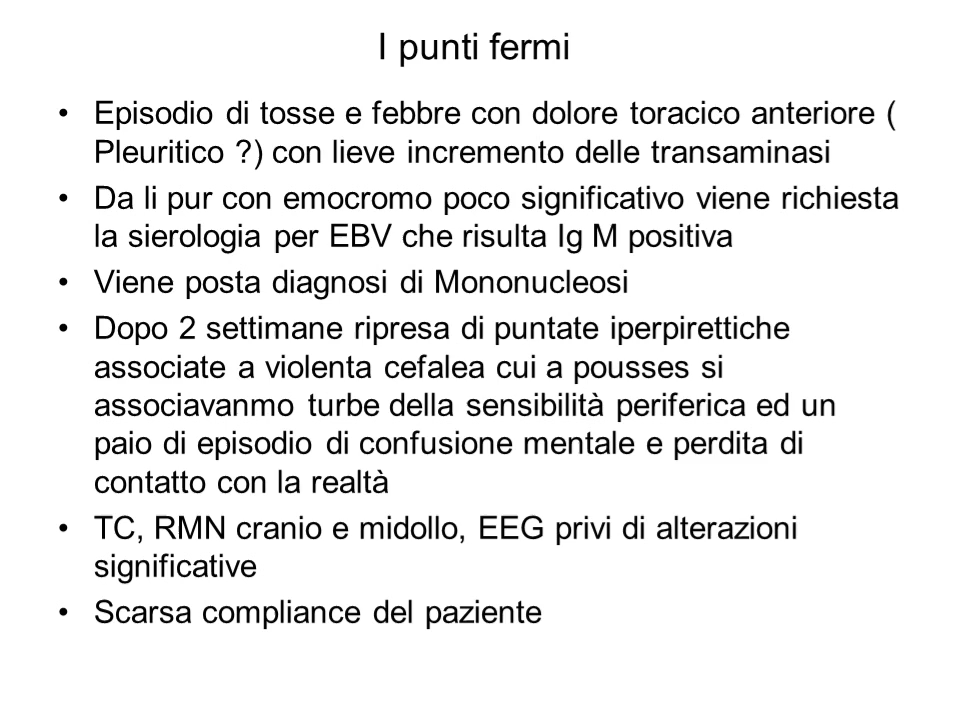 I punti fermi
• Episodio di tosse e febbre con dolore toracico anteriore (
Pleuritico ?) con lieve incremento delle transaminasi
• Da li pur con emocromo poco significativo viene richiesta
la sierologia per EBV che risulta Ig M positiva
• Viene posta diagnosi di Mononucleosi
• Dopo 2 settimane ripresa di puntate iperpirettiche
associate a violenta cefalea cui a pousses si
associavanmo turbe della sensibilità periferica ed un
paio di episodio di confusione mentale e perdita di
contatto con la realtà
• TC, RMN cranio e midollo, EEG privi di alterazioni
significative
• Scarsa compliance del paziente